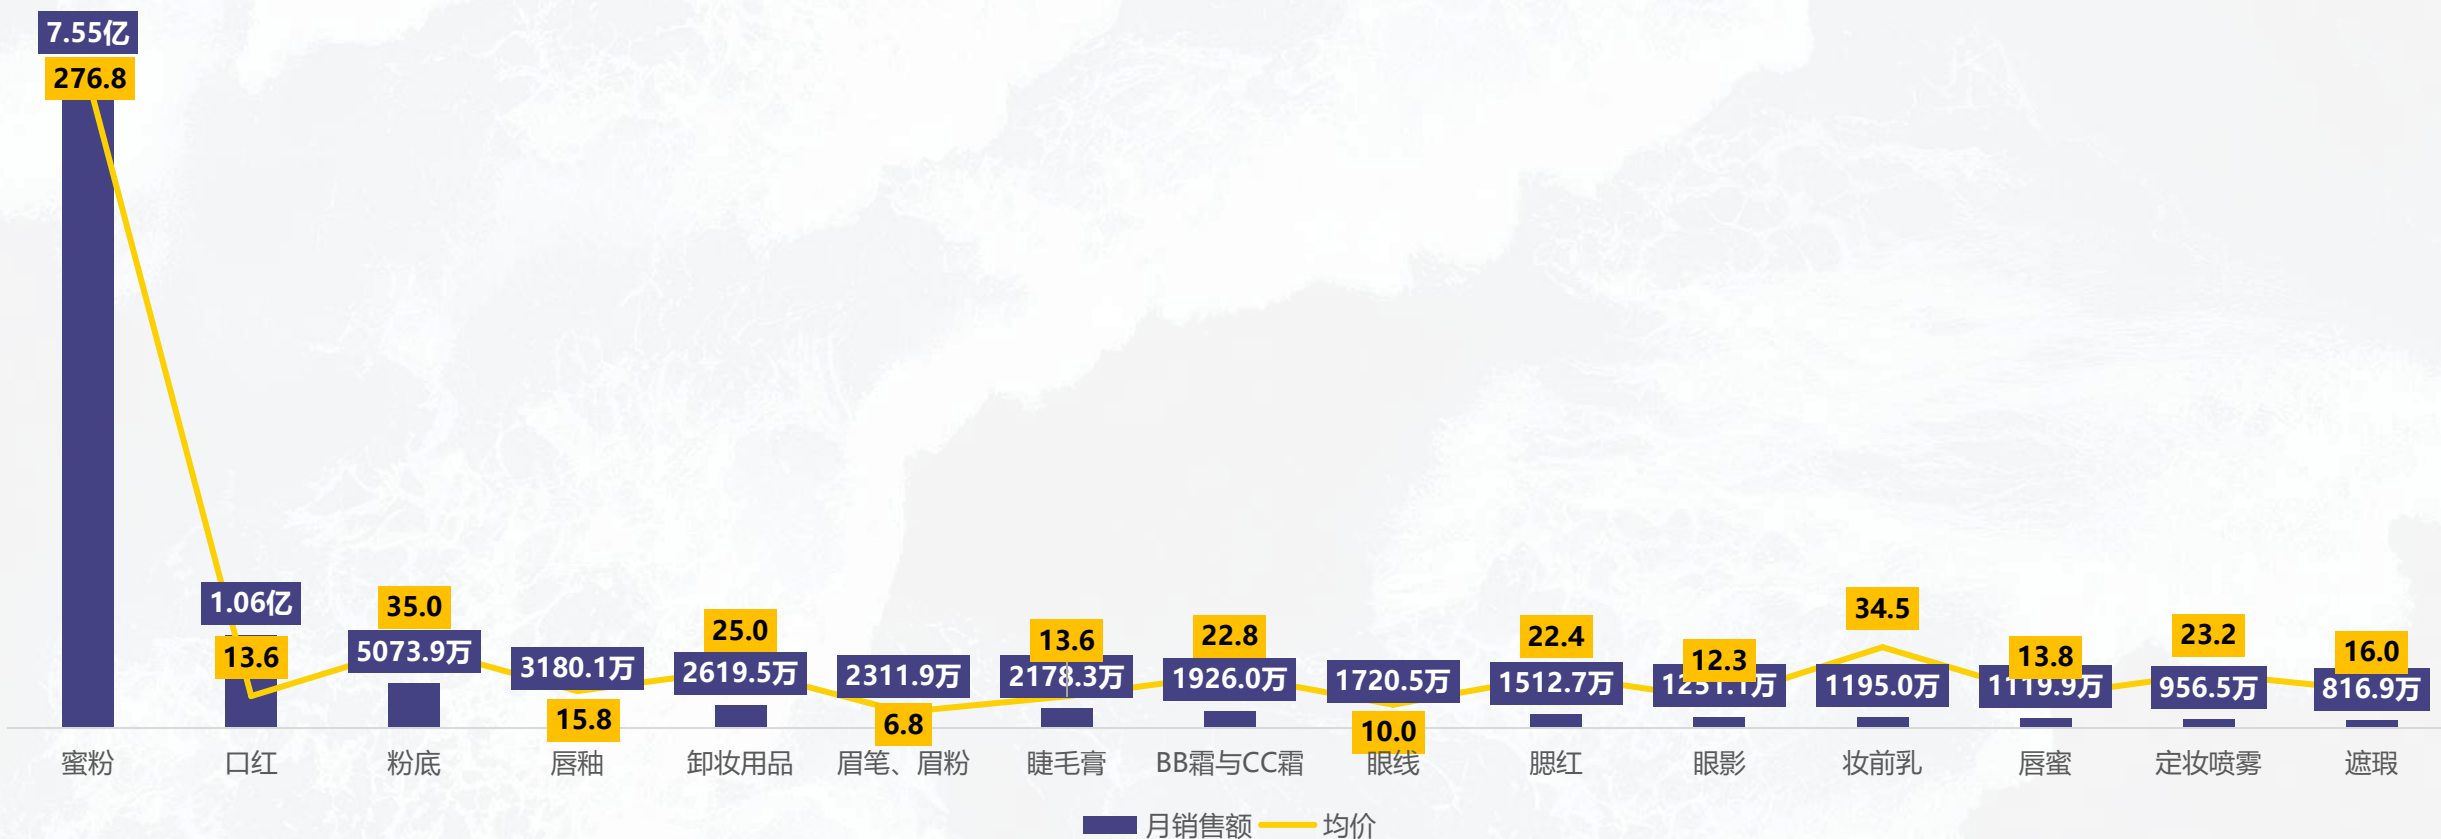 7.55亿
276.8
1.06亿
13.6
35.0
5073.9万
3180.1万
15.8
25.0
2619.5万
2311.9万
6.8
13.6
2178.3万
22.8
1926.0万
1720.5万
10.0
22.4
1512.7万
12.3
1251.1万
34.5
1195.0万
13.8
1119.9万
23.2
956.5万
16.0
816.9万
蜜粉 口红 粉底 唇釉 卸妆用品 眉笔、眉粉 睫毛膏 BB霜与CC霜 眼线 腮红 眼影 妆前乳 唇蜜 定妆喷雾 遮瑕
月销售额 均价